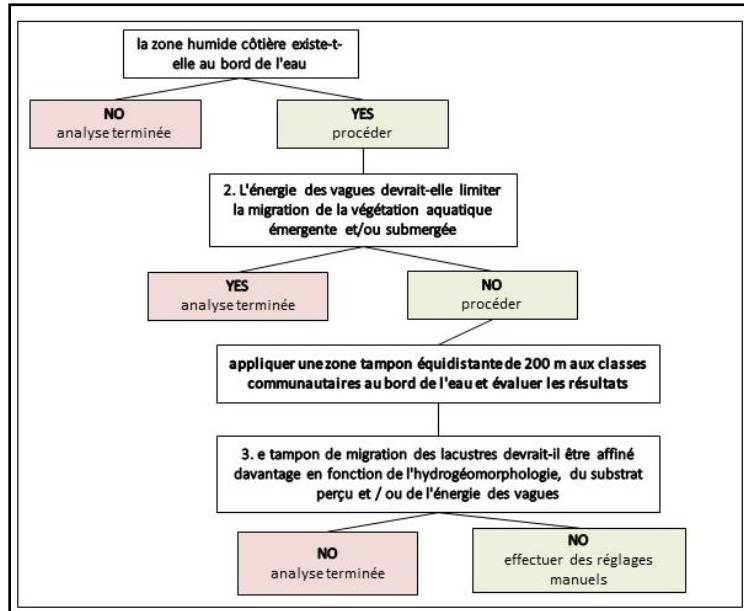 la zone humide côtière existe-t-
elle au bord de l'eau
NO
analyse terminée
YES
procéder
2. L'énergie des vagues devrait-elle limiter
la migration de la végétation aquatique
émergente et/ou submergée
YES
analyse terminée
NO
procéder
appliquer une zone tampon équidistante de 200 m aux classes
communautaires au bord de l'eau et évaluer les résultats
3. e tampon de migration des lacustres devrait-il être affiné
davantage en fonction de l'hydrogéomorphologie, du substrat
perçu et / ou de l'énergie des vagues
NO
analyse terminée
NO
effectuer des réglages
manuels